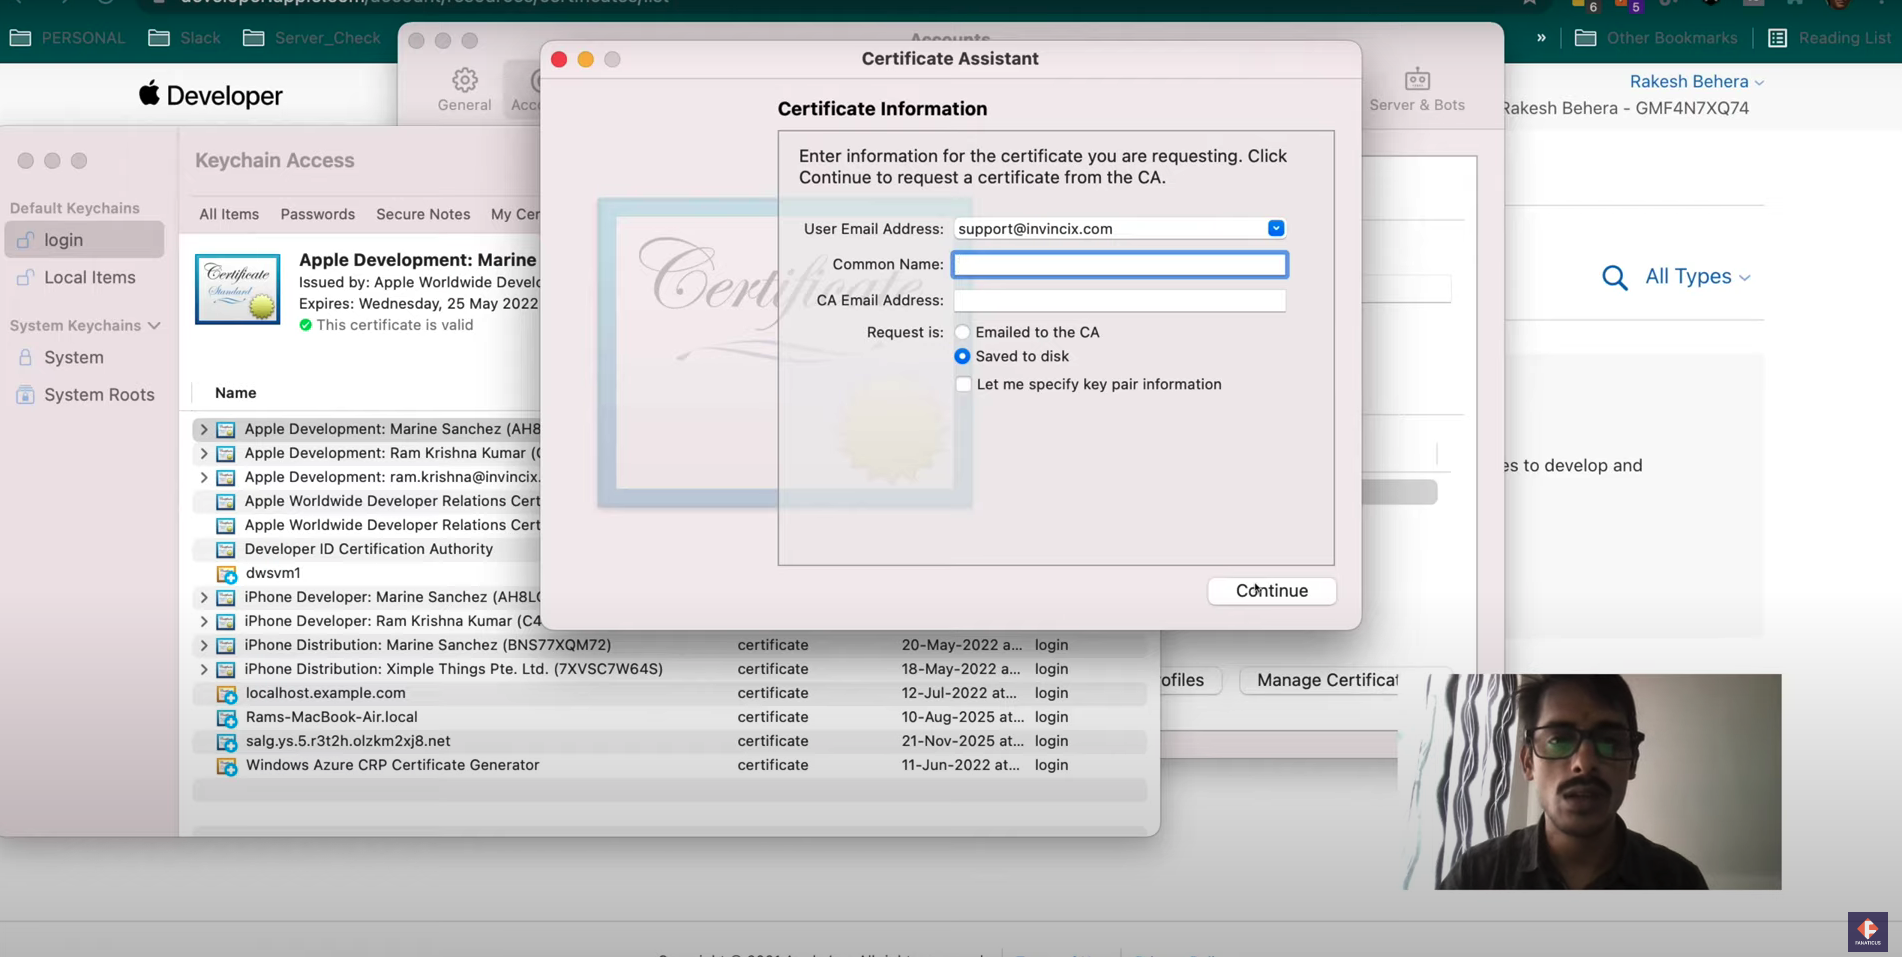 6
5
PERSONAL
Slack
Server_Check
»
Other Bookmarks
Reading List
Accounts
General
Server & Bots
Developer
Rakesh Behera
Rakesh Behera - GMF4N7XQ74
Certificate Assistant
Certificate Information
Enter information for the certificate you are requesting. Click
Continue to request a certificate from the CA.
User Email Address: support@invincix.com
Common Name:
CA Email Address:
Request is: Emailed to the CA
Saved to disk
Let me specify key pair information
Continue
Certificate
Keychain Access
Default Keychains
login
Local Items
System Keychains
System
System Roots
All Items Passwords Secure Notes My Cer
Certificate
Standard
Apple Development: Marine
Issued by: Apple Worldwide Develo
Expires: Wednesday, 25 May 2022
This certificate is valid
Name
Apple Development: Marine Sanchez (AH8
Apple Development: Ram Krishna Kumar (
Apple Development: ram.krishna@invincix.
Apple Worldwide Developer Relations Cert
Apple Worldwide Developer Relations Cert
Developer ID Certification Authority
dwsvm1
iPhone Developer: Marine Sanchez (AH8L
iPhone Developer: Ram Krishna Kumar (C4
iPhone Distribution: Marine Sanchez (BNS77XQM72) certificate 20-May-2022 a... login
iPhone Distribution: Ximple Things Pte. Ltd. (7XVSC7W64S) certificate 18-May-2022 a... login
localhost.example.com certificate 12-Jul-2022 at... login
Rams-MacBook-Air.local certificate 10-Aug-2025 at... login
salg.ys.5.r3t2h.olzkm2xj8.net certificate 21-Nov-2025 at... login
Windows Azure CRP Certificate Generator certificate 11-Jun-2022 at... login
All Types
es to develop and
ofiles
Manage Certificat
FANATICUS